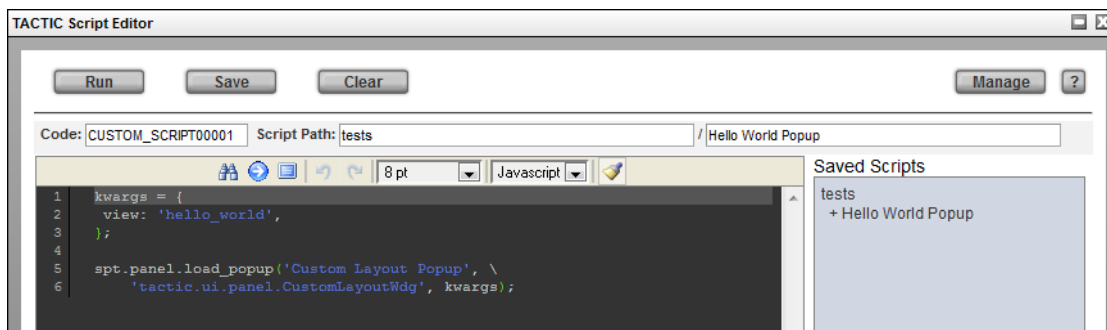 TACTIC Script Editor
Run Save Clear Manage ?
Code: CUSTOM_SCRIPT00001 Script Path: tests / Hello World Popup
8 pt Javascript Saved Scripts
1 kwargs = {
2 view: 'hello_world',
3 };
4
5 spt.panel.load_popup('Custom Layout Popup', \
6 'tactic.ui.panel.CustomLayoutWdg', kwargs);
tests
+ Hello World Popup